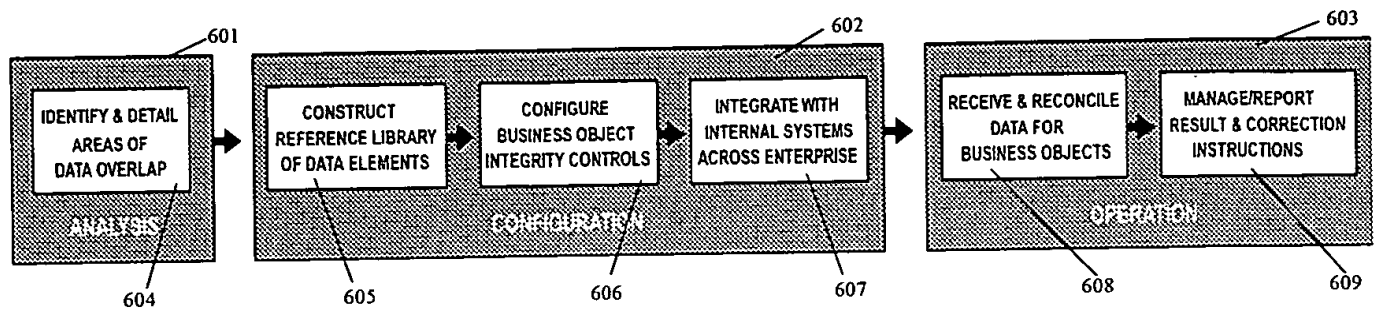 601
602
603
IDENTIFY & DETAIL
AREAS OF
DATA OVERLAP
ANALYSIS
CONSTRUCT
REFERENCE LIBRARY
OF DATA ELEMENTS
CONFIGURE
BUSINESS OBJECT
INTEGRITY CONTROLS
INTEGRATE WITH
INTERNAL SYSTEMS
ACROSS ENTERPRISE
CONFIGURATION
RECEIVE & RECONCILE
DATA FOR
BUSINESS OBJECTS
MANAGE/REPORT
RESULT & CORRECTION
INSTRUCTIONS
OPERATION
604
605
606
607
608
609